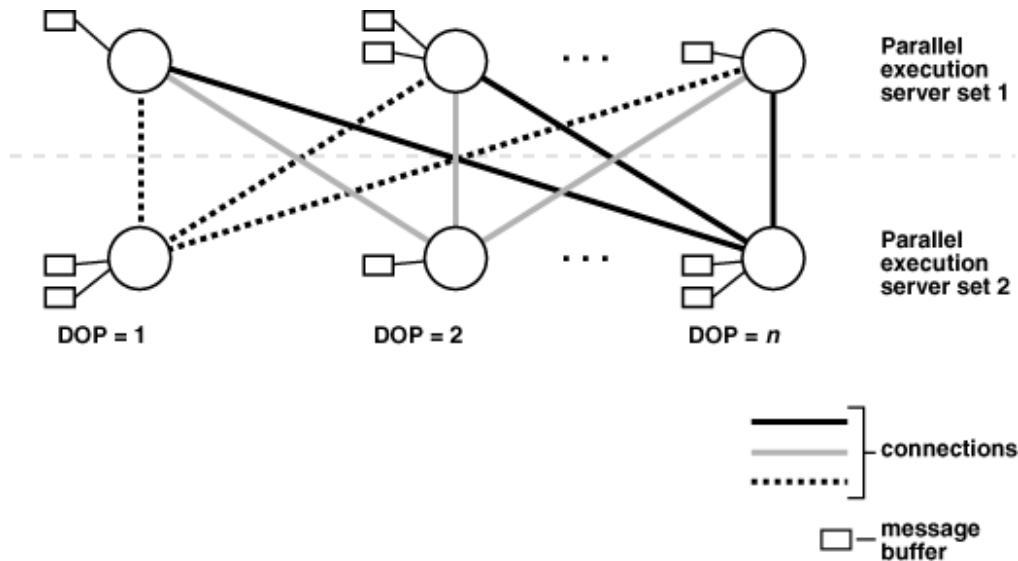 Parallel
execution
server set 1
. . .
Parallel
execution
server set 2
. . .
DOP = 1
DOP = 2
DOP = n
connections
message
buffer